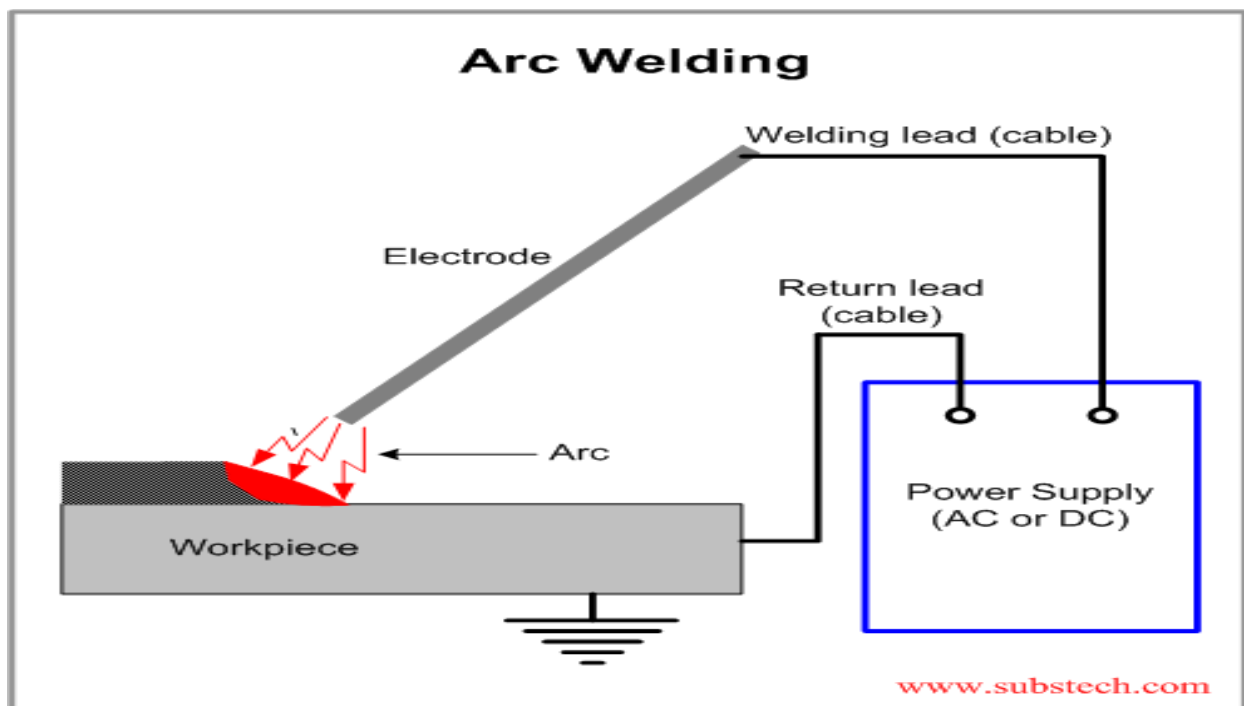 Arc Welding
Welding lead (cable)
Electrode
Return lead
(cable)
Arc
Power Supply
(AC or DC)
Workpiece
www.substech.com